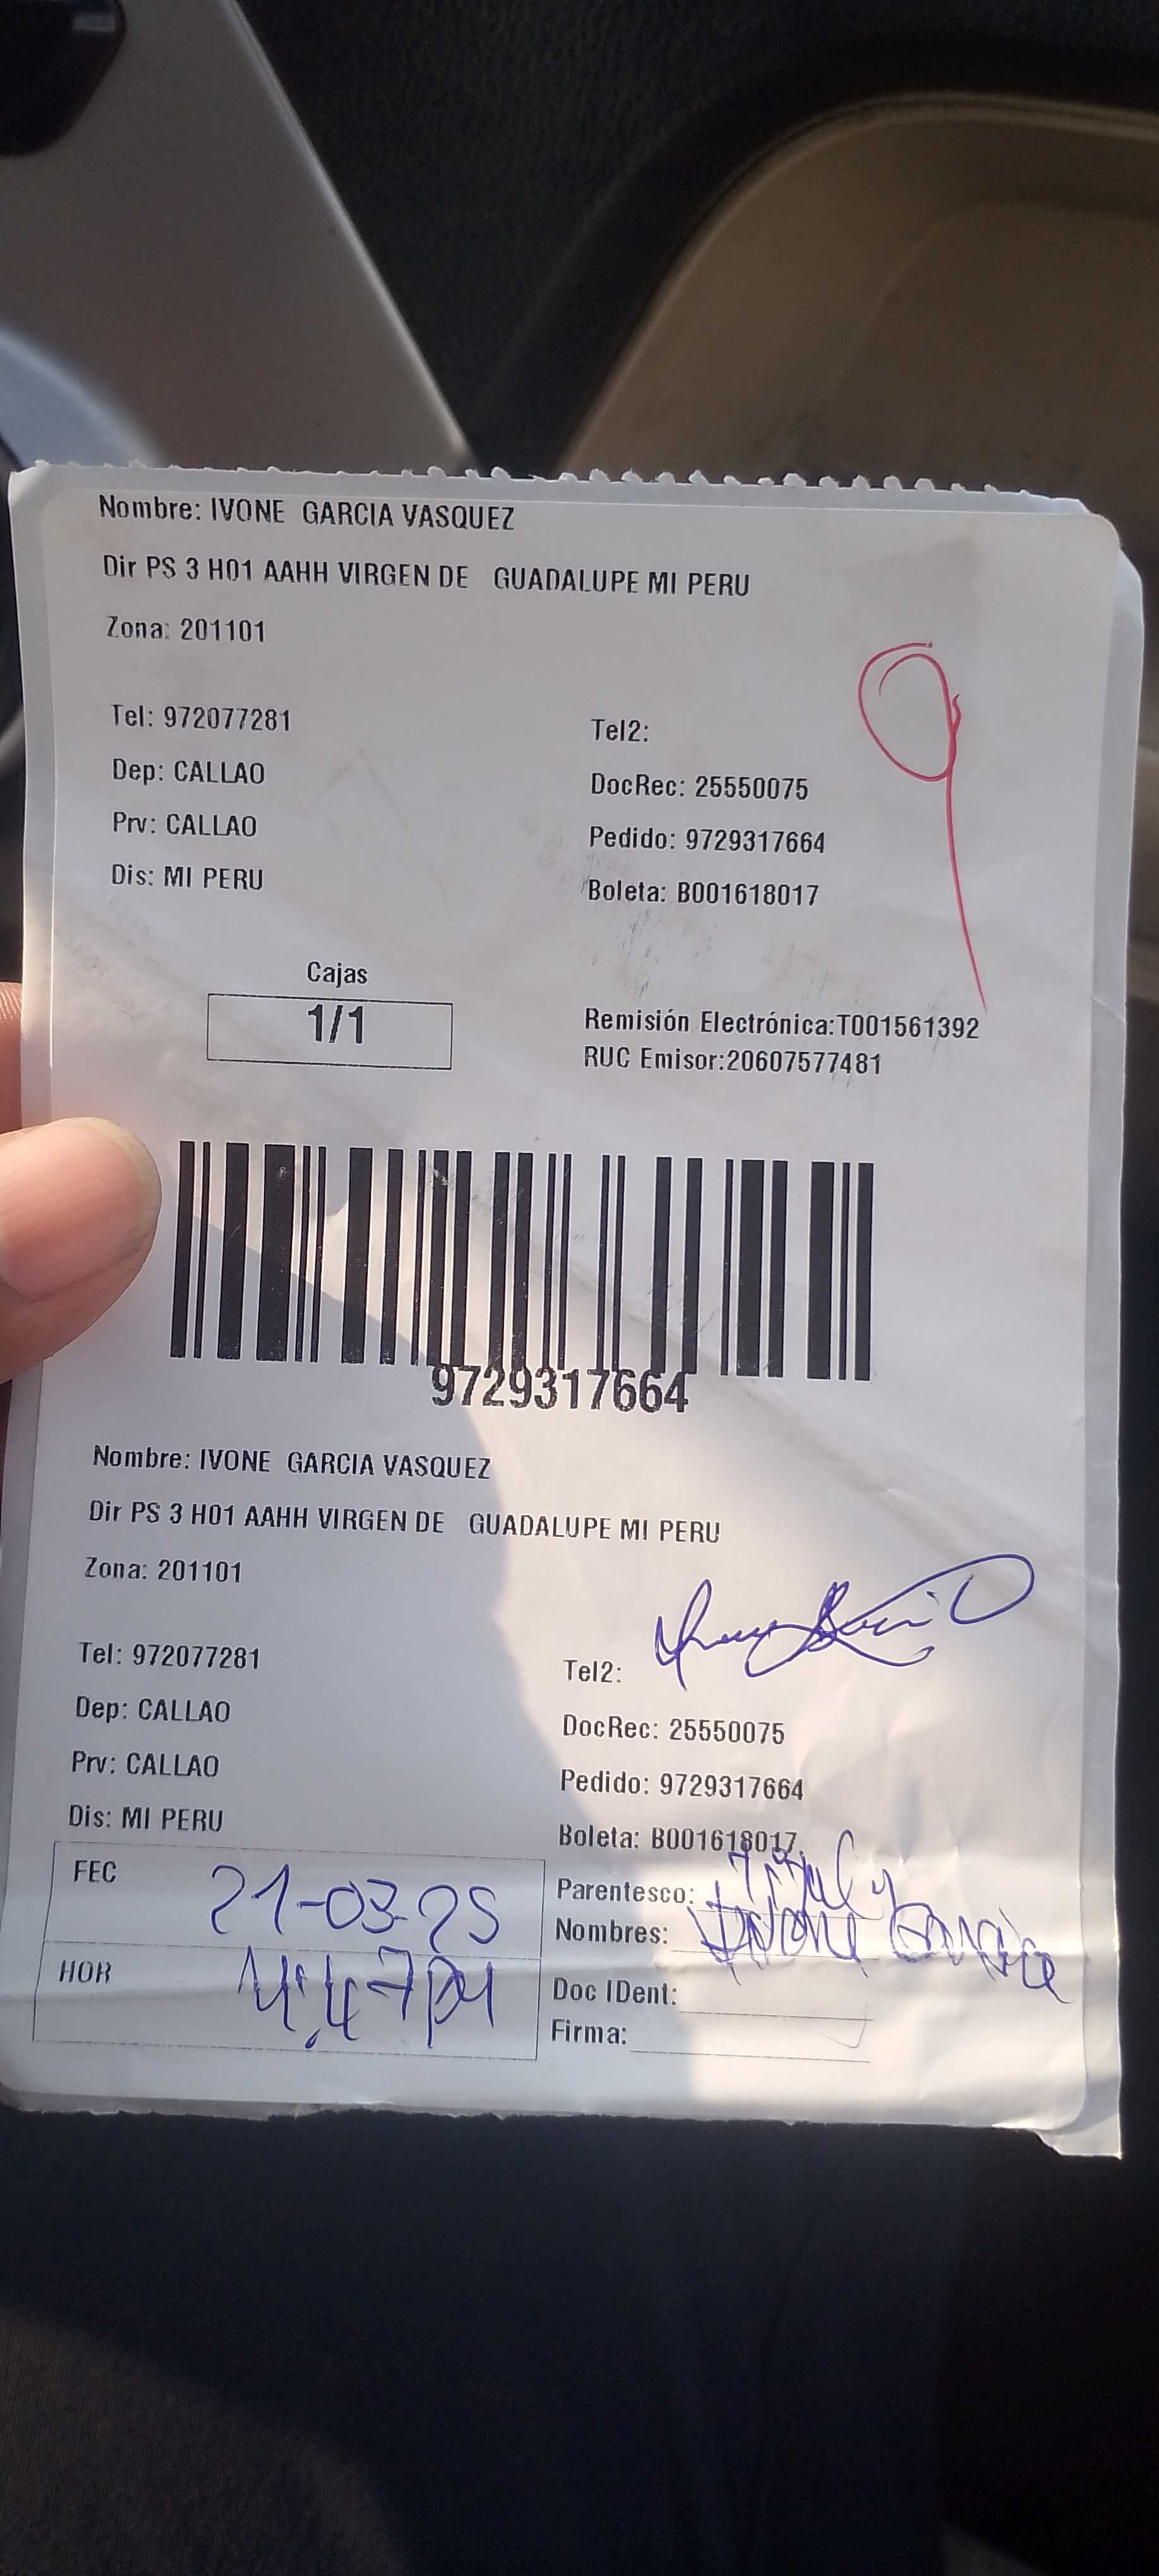 Nombre: IVONE GARCIA VASQUEZ
Dir PS 3 H01 AAHH VIRGEN DE GUADALUPE MI PERU
Zona: 201101
9
Tel: 972077281
Tel2:
Dep: CALLAO
DocRec: 25550075
Prv: CALLAO
Pedido: 9729317664
Dis: MI PERU
Boleta: B001618017
Cajas
1/1
Remisión Electrónica:T001561392
RUC Emisor:20607577481
9729317664
Nombre: IVONE GARCIA VASQUEZ
Dir PS 3 H01 AAHH VIRGEN DE GUADALUPE MI PERU
Zona: 201101
Tel: 972077281
Tel2:
Dep: CALLAO
DocRec: 25550075
Prv: CALLAO
Pedido: 9729317664
Dis: MI PERU
Boleta: B001618017
FEC 21-03-25
Parentesco:
Nombres: Ivone Garcia
HOR 4:47PM
Doc IDent:
Firma: